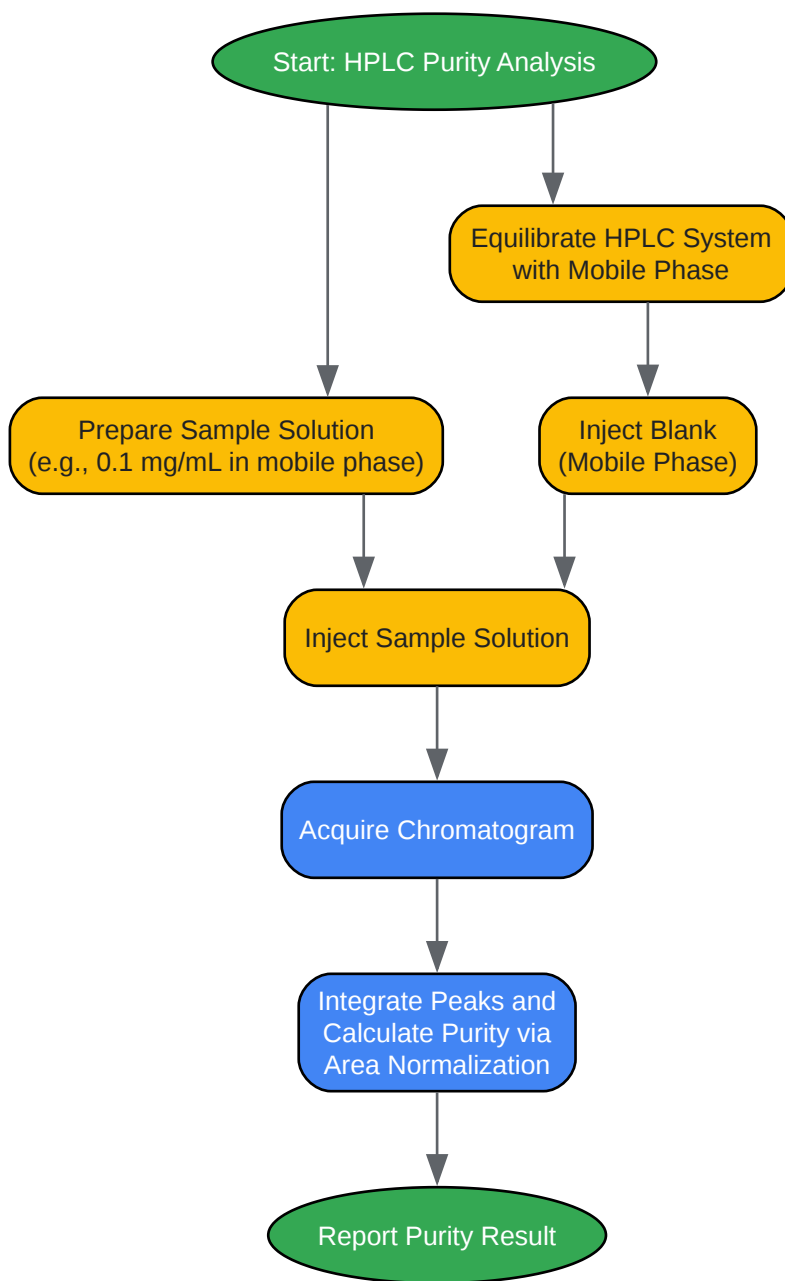 Start: HPLC Purity Analysis
Equilibrate HPLC System
with Mobile Phase
Prepare Sample Solution
(e.g., 0.1 mg/mL in mobile phase)
Inject Blank
(Mobile Phase)
Inject Sample Solution
Acquire Chromatogram
Integrate Peaks and
Calculate Purity via
Area Normalization
Report Purity Result